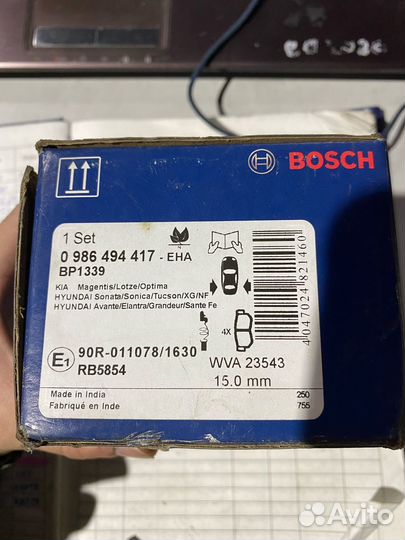 BOSCH
1 Set
0 986 494 417 - EHA
BP1339
KIA Magentis/Lotze/Optima
HYUNDAI Sonata/Sonica/Tucson/XG/NF
HYUNDAI Avante/Elantra/Grandeur/Sante Fe
4047024821460
4X
E1 90R-011078/1630
RB5854
WVA 23543
15.0 mm
Made in India
Fabriqué en Inde
250
755
Avito